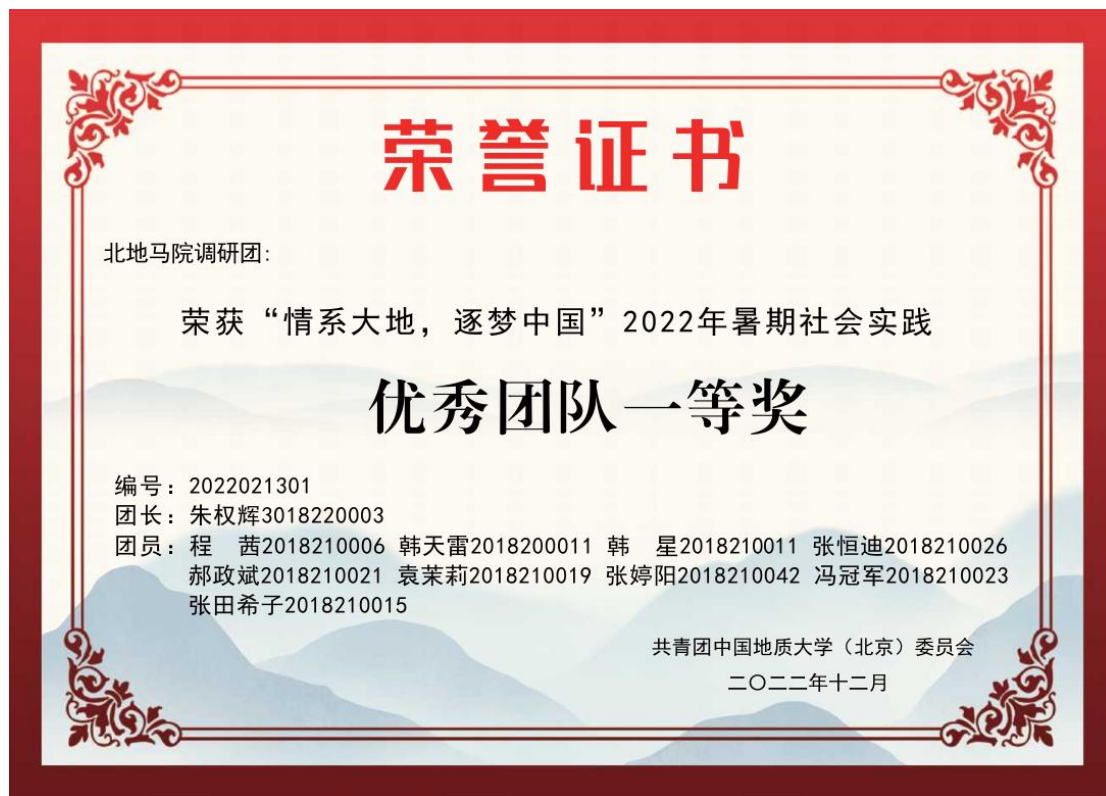 荣誉证书
北地马院调研团:
荣获“情系大地，逐梦中国”2022年暑期社会实践
优秀团队一等奖
编号：2022021301
团长：朱权辉3018220003
团员：程　茜2018210006 韩天雷2018200011 韩　星2018210011 张恒迪2018210026
郝政斌2018210021 袁茉莉2018210019 张婷阳2018210042 冯冠军2018210023
张田希子2018210015
共青团中国地质大学（北京）委员会
二〇二二年十二月